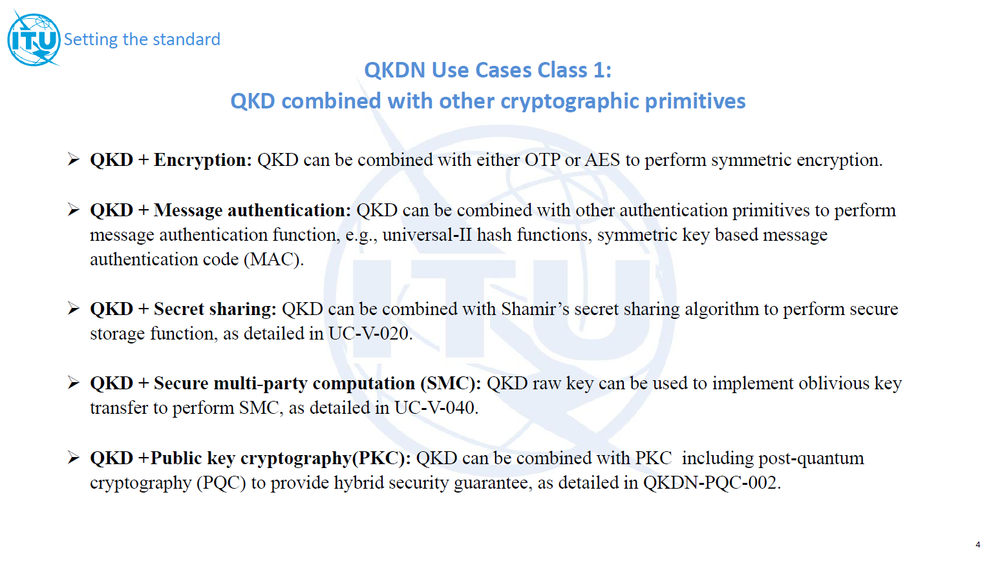 ITU
Setting the standard
QKDN Use Cases Class 1:
QKD combined with other cryptographic primitives
➢ QKD + Encryption: QKD can be combined with either OTP or AES to perform symmetric encryption.
➢ QKD + Message authentication: QKD can be combined with other authentication primitives to perform
message authentication function, e.g., universal-II hash functions, symmetric key based message
authentication code (MAC).
➢ QKD + Secret sharing: QKD can be combined with Shamir’s secret sharing algorithm to perform secure
storage function, as detailed in UC-V-020.
➢ QKD + Secure multi-party computation (SMC): QKD raw key can be used to implement oblivious key
transfer to perform SMC, as detailed in UC-V-040.
➢ QKD +Public key cryptography(PKC): QKD can be combined with PKC  including post-quantum
cryptography (PQC) to provide hybrid security guarantee, as detailed in QKDN-PQC-002.
ITU
4